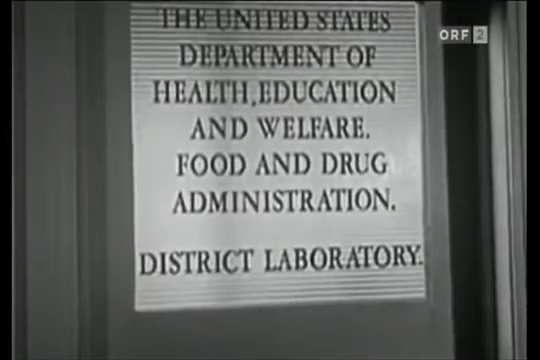 ORF 2
THE UNITED STATES
DEPARTMENT OF
HEALTH, EDUCATION
AND WELFARE.
FOOD AND DRUG
ADMINISTRATION.
DISTRICT LABORATORY.